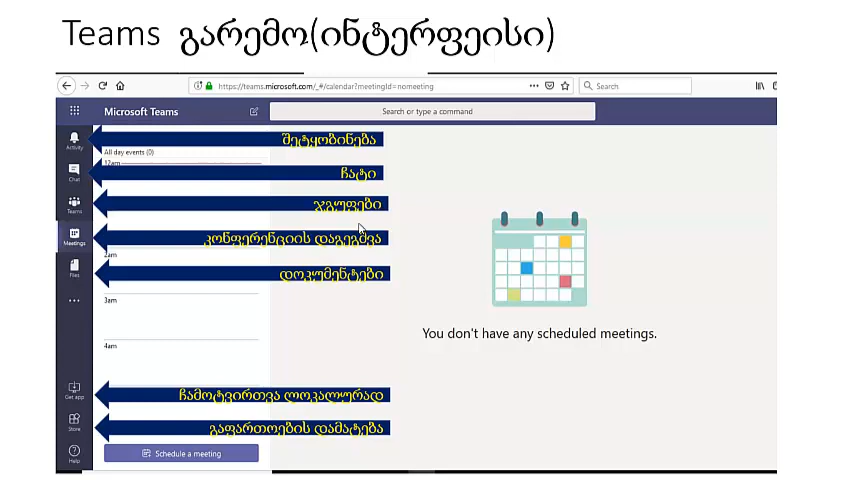 Teams გარემო(ინტერფეისი)
https://teams.microsoft.com/_#/calendar?meetingId=nomeeting
Search
Microsoft Teams
Search or type a command
Activity
შეტყობინება
All day events (0)
12am
Chat
ჩატი
Teams
ჯგუფები
Meetings
კონფერენციის დაგეგმვა
2am
Files
დოკუმენტები
3am
You don't have any scheduled meetings.
4am
Get app
ჩამოტვირთვა ლოკალურად
Store
გაფართოების დამატება
Help
Schedule a meeting